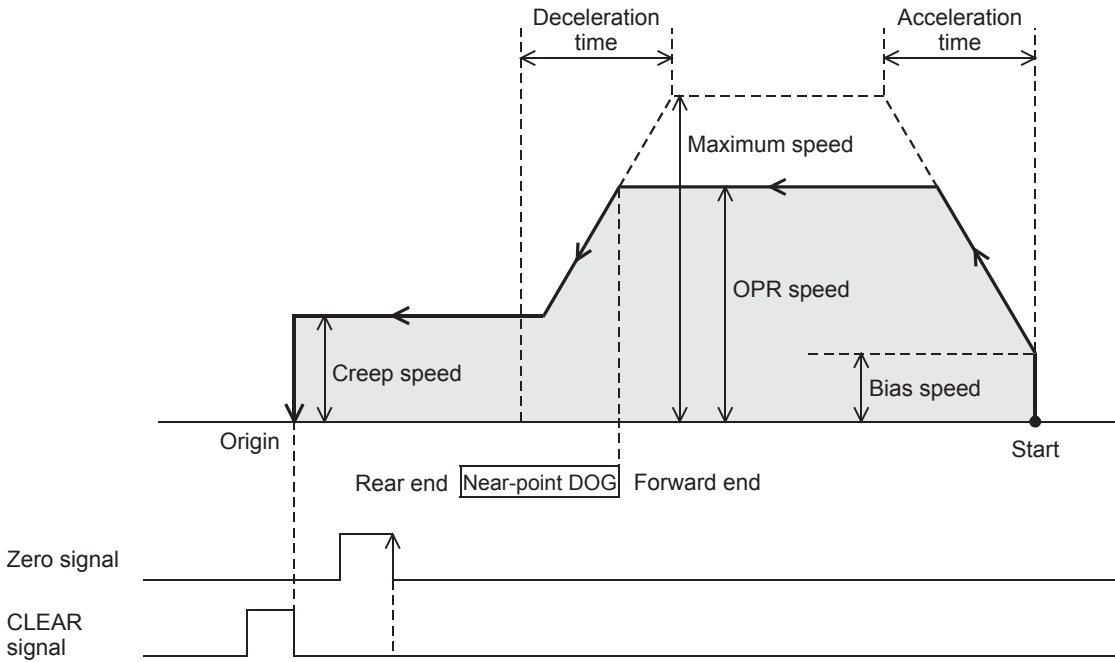 Deceleration
time
Acceleration
time
Maximum speed
OPR speed
Creep speed
Bias speed
Origin
Start
Rear end
Near-point DOG
Forward end
Zero signal
CLEAR
signal